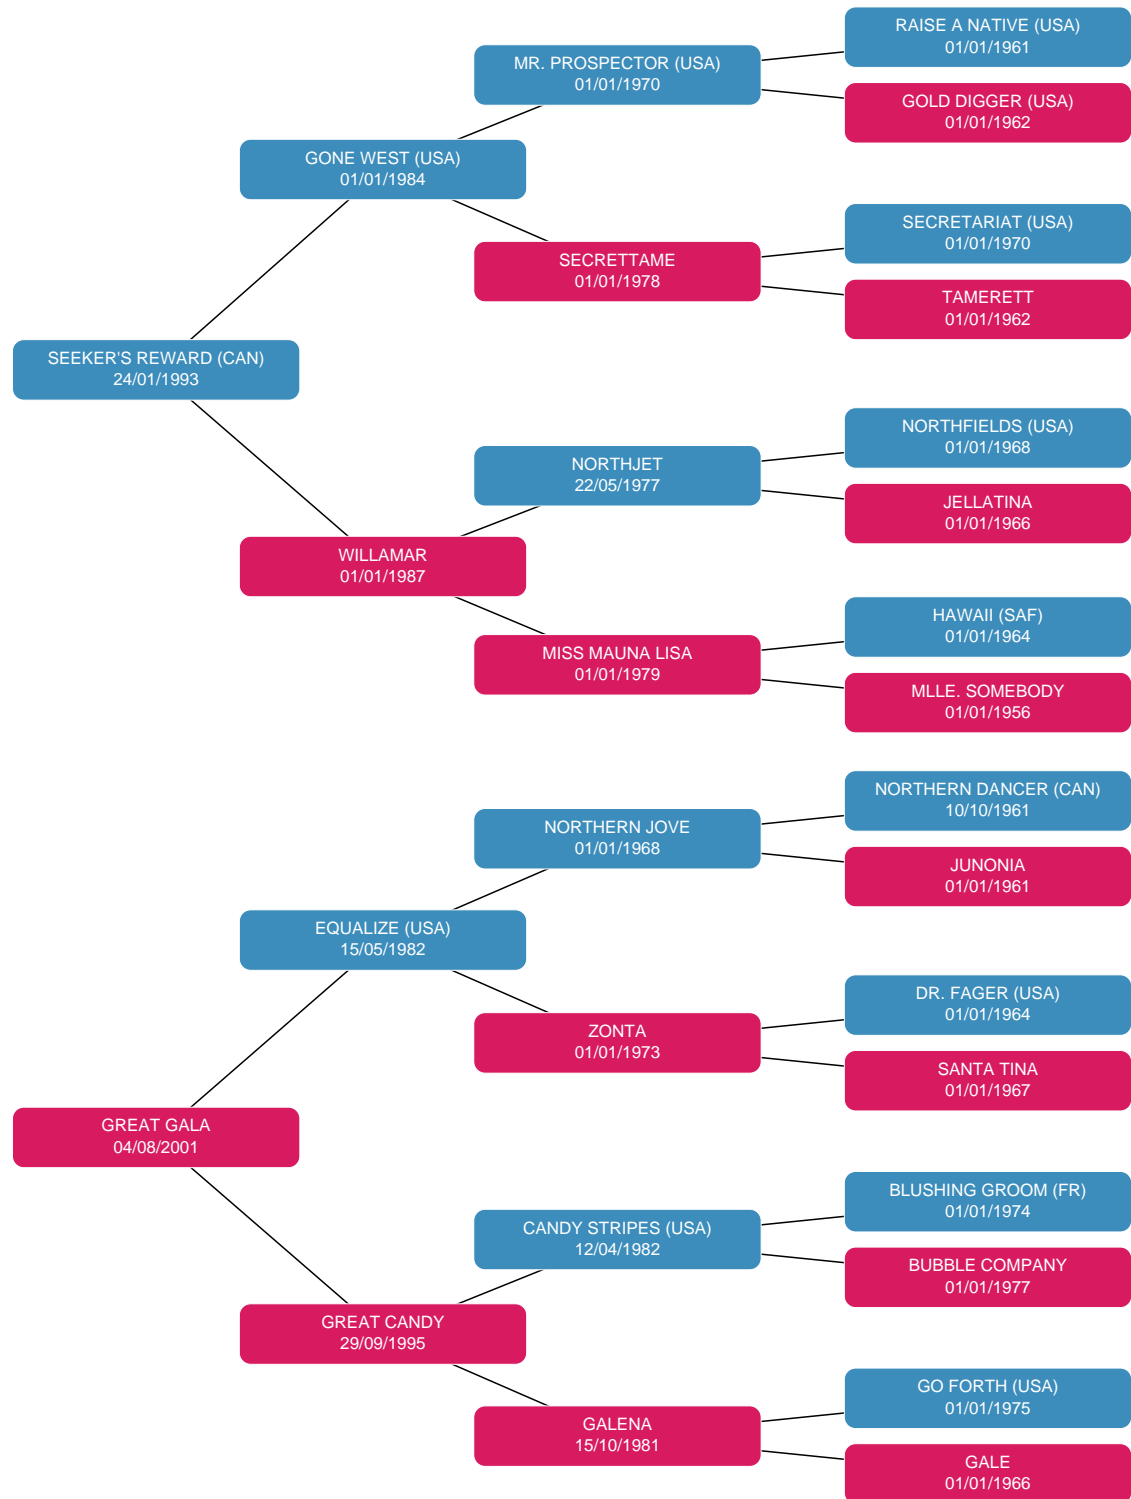 RAISE A NATIVE (USA)
01/01/1961
MR. PROSPECTOR (USA)
01/01/1970
GOLD DIGGER (USA)
01/01/1962
GONE WEST (USA)
01/01/1984
SECRETARIAT (USA)
01/01/1970
SECRETTAME
01/01/1978
TAMERETT
01/01/1962
SEEKER'S REWARD (CAN)
24/01/1993
NORTHFIELDS (USA)
01/01/1968
NORTHJET
22/05/1977
JELLATINA
01/01/1966
WILLAMAR
01/01/1987
HAWAII (SAF)
01/01/1964
MISS MAUNA LISA
01/01/1979
MLLE. SOMEBODY
01/01/1956
NORTHERN DANCER (CAN)
10/10/1961
NORTHERN JOVE
01/01/1968
JUNONIA
01/01/1961
EQUALIZE (USA)
15/05/1982
DR. FAGER (USA)
01/01/1964
ZONTA
01/01/1973
SANTA TINA
01/01/1967
GREAT GALA
04/08/2001
BLUSHING GROOM (FR)
01/01/1974
CANDY STRIPES (USA)
12/04/1982
BUBBLE COMPANY
01/01/1977
GREAT CANDY
29/09/1995
GO FORTH (USA)
01/01/1975
GALENA
15/10/1981
GALE
01/01/1966